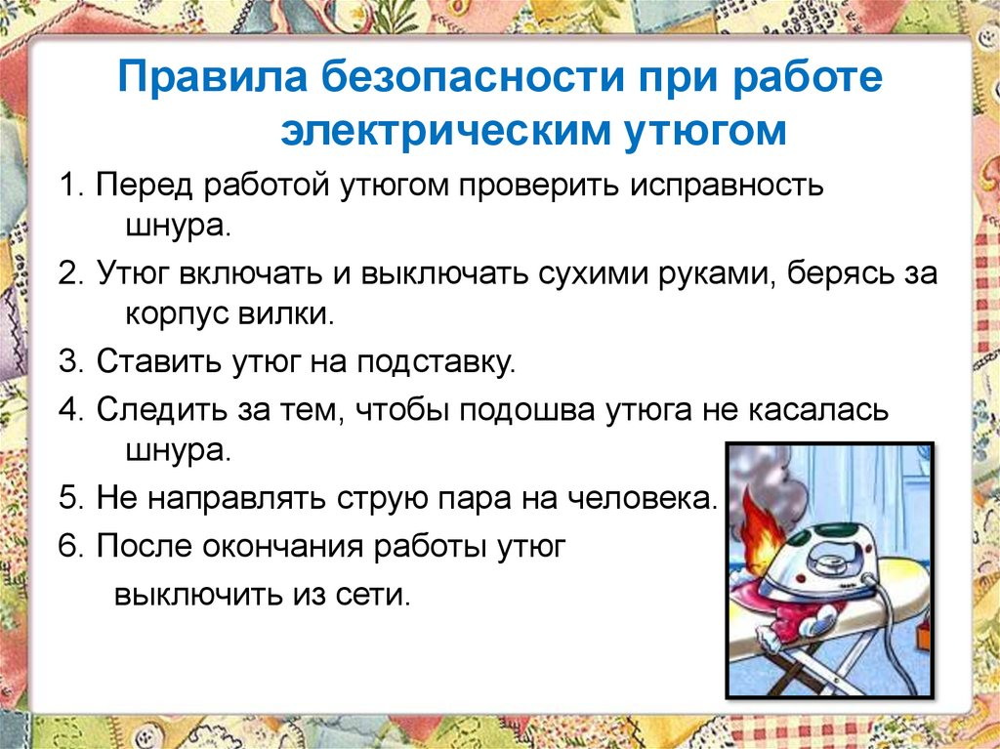 Правила безопасности при работе
электрическим утюгом
1. Перед работой утюгом проверить исправность
шнура.
2. Утюг включать и выключать сухими руками, берясь за
корпус вилки.
3. Ставить утюг на подставку.
4. Следить за тем, чтобы подошва утюга не касалась
шнура.
5. Не направлять струю пара на человека.
6. После окончания работы утюг
выключить из сети.